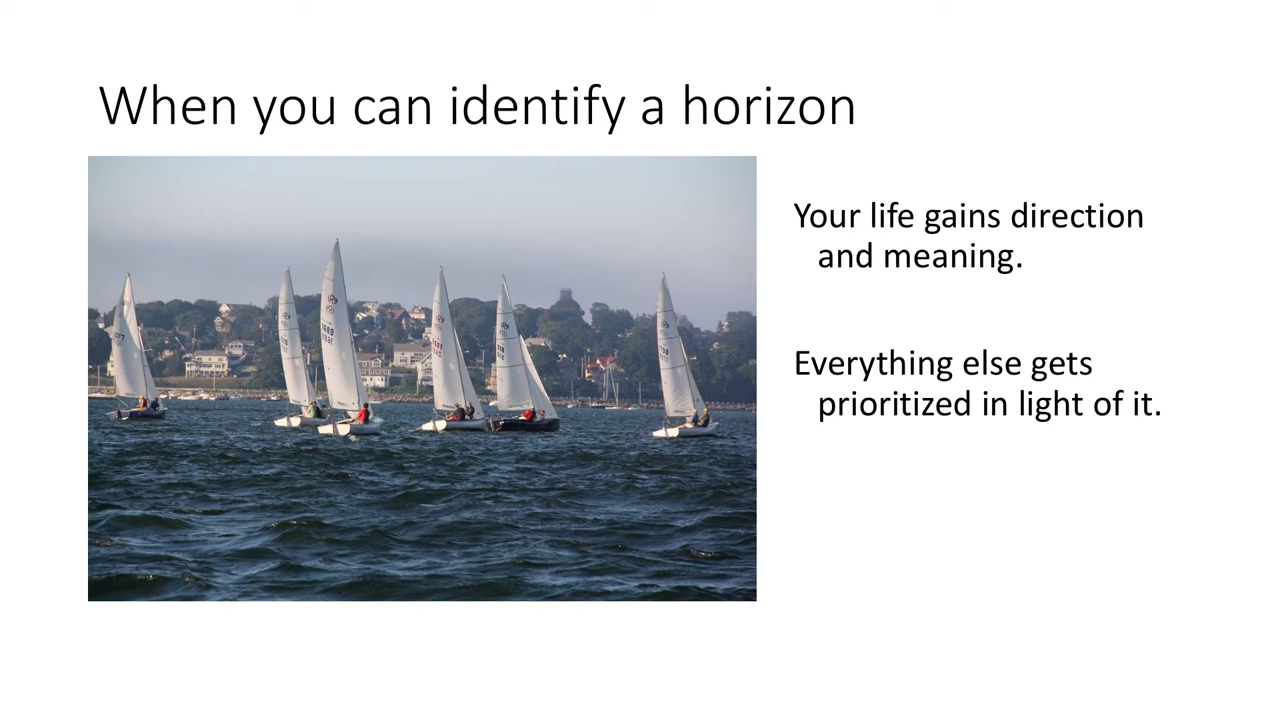 When you can identify a horizon
Your life gains direction
and meaning.
Everything else gets
prioritized in light of it.